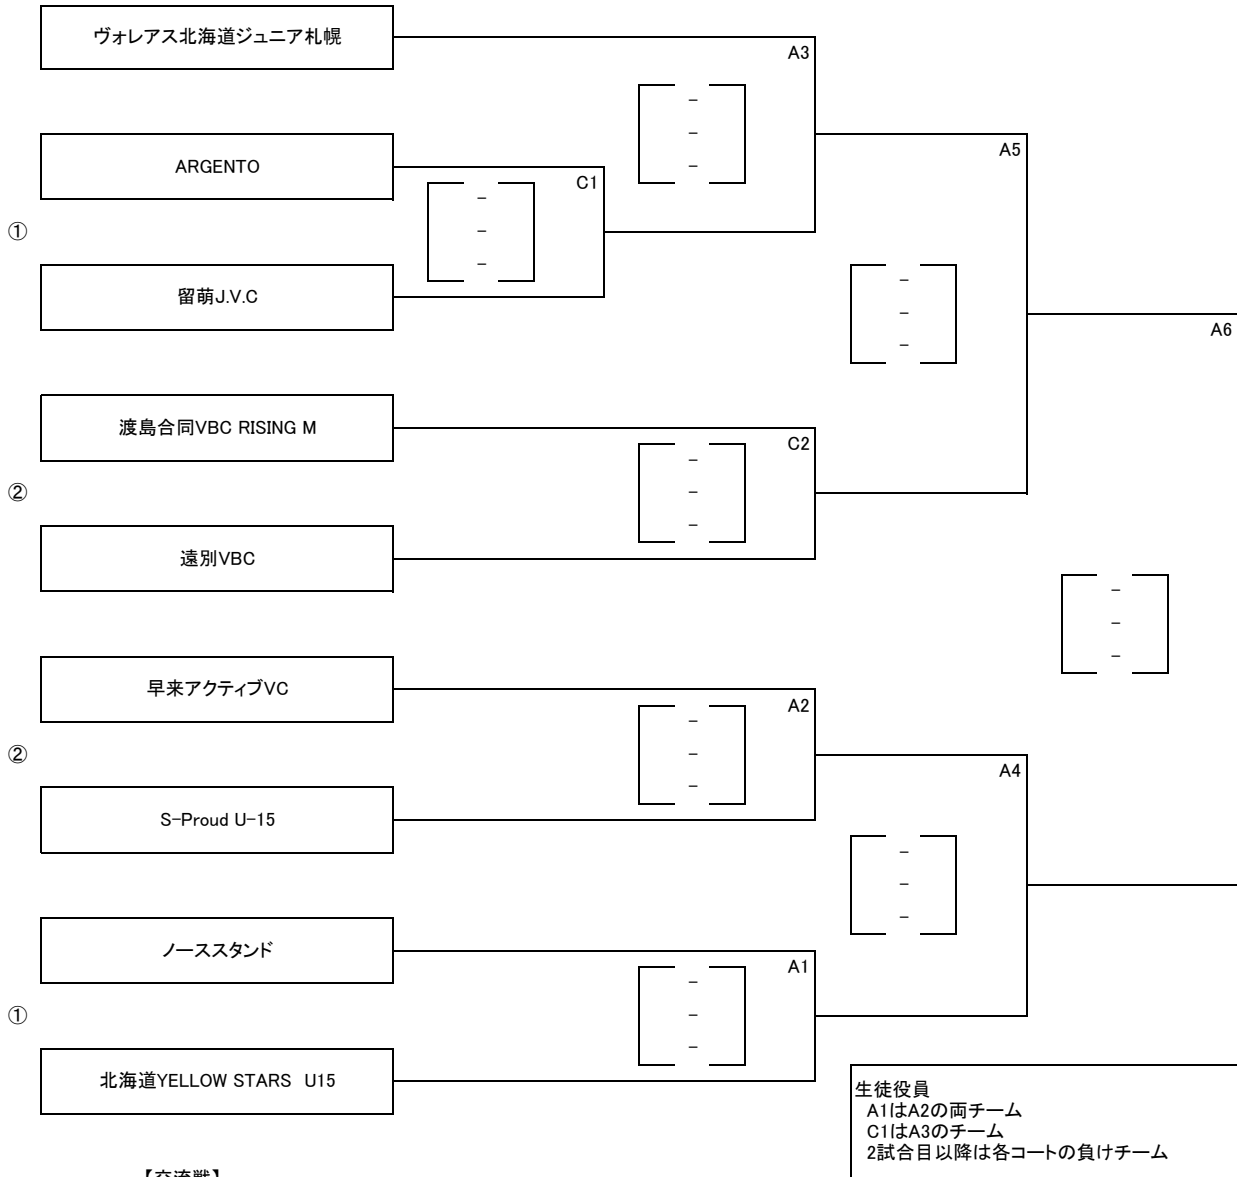 ヴォレアス北海道ジュニア札幌
A3
-
-
-
ARGENTO
A5
C1
-
-
-
①
留萌J.V.C
-
-
-
A6
渡島合同VBC RISING M
C2
-
-
-
②
遠別VBC
-
-
-
早来アクティブVC
A2
-
-
-
②
A4
S-Proud U-15
-
-
-
ノーススタンド
A1
-
-
-
①
北海道YELLOW STARS U15
生徒役員
A1はA2の両チーム
C1はA3のチーム
2試合目以降は各コートの負けチーム
【交流戦】